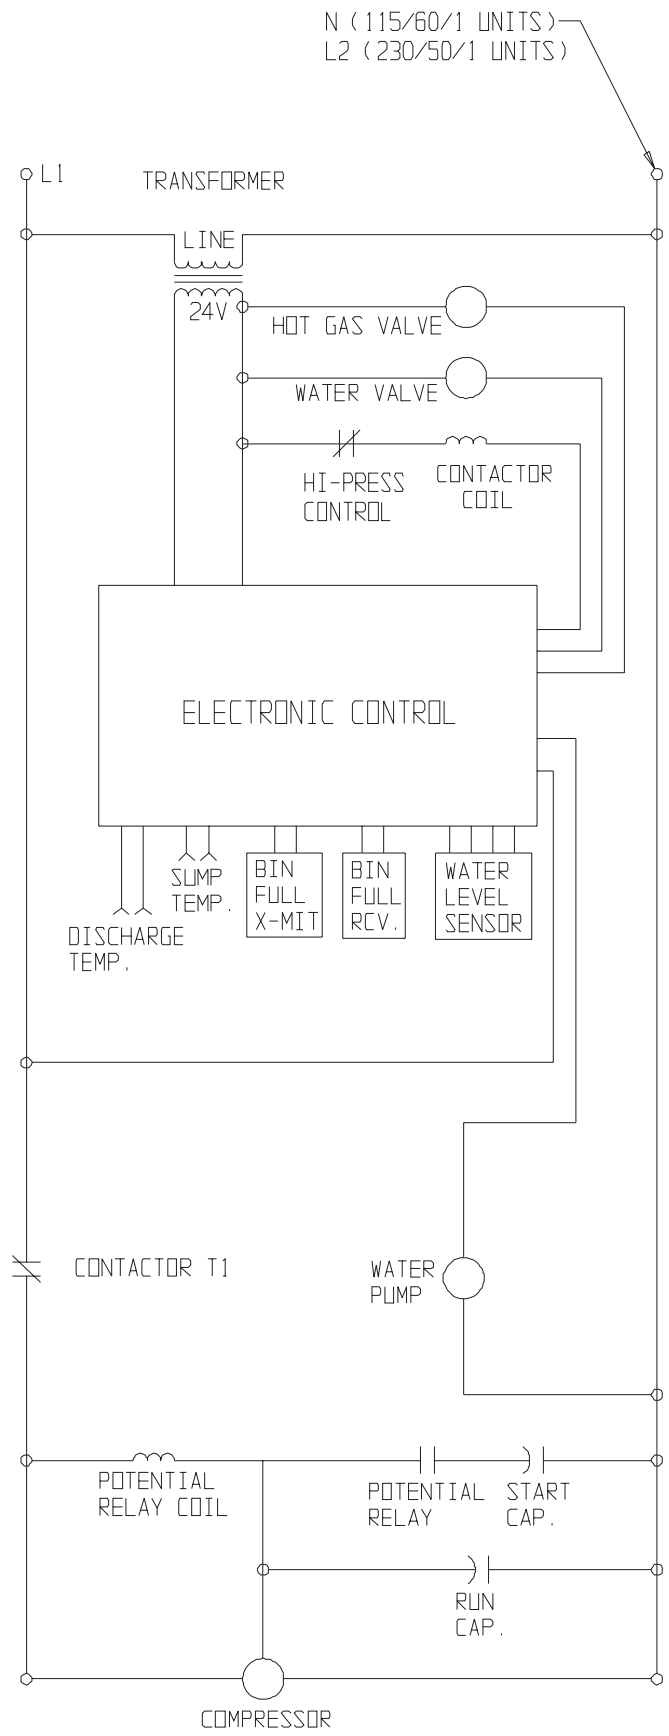 N (115/60/1 UNITS)
L2 (230/50/1 UNITS)
L1
TRANSFORMER
LINE
24V
HOT GAS VALVE
WATER VALVE
HI-PRESS
CONTROL
CONTACTOR
COIL
ELECTRONIC CONTROL
DISCHARGE
TEMP.
SUMP
TEMP.
BIN
FULL
X-MIT
BIN
FULL
RCV.
WATER
LEVEL
SENSOR
CONTACTOR T1
WATER
PUMP
POTENTIAL
RELAY COIL
POTENTIAL
RELAY
START
CAP.
RUN
CAP.
COMPRESSOR